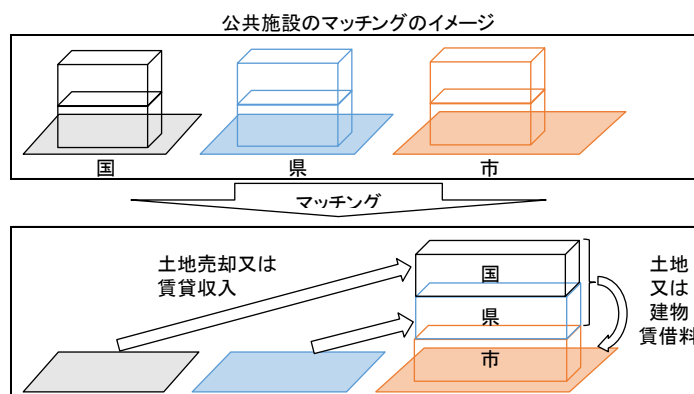 公共施設のマッチングのイメージ
国
県
市
マッチング
土地売却又は
賃貸収入
国
県
市
土地
又は
建物
賃借料